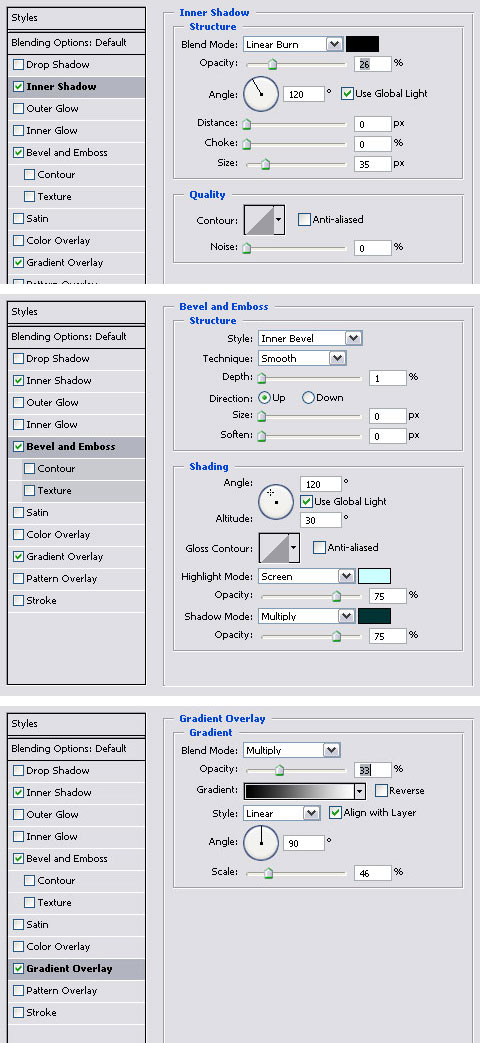 Styles
Blending Options: Default
Drop Shadow
Inner Shadow
Outer Glow
Inner Glow
Bevel and Emboss
Contour
Texture
Satin
Color Overlay
Gradient Overlay
Pattern Overlay
Inner Shadow
Structure
Blend Mode: Linear Burn
Opacity: 26 %
Angle: 120 ° Use Global Light
Distance: 0 px
Choke: 0 %
Size: 35 px
Quality
Contour: Anti-aliased
Noise: 0 %
Styles
Blending Options: Default
Drop Shadow
Inner Shadow
Outer Glow
Inner Glow
Bevel and Emboss
Contour
Texture
Satin
Color Overlay
Gradient Overlay
Pattern Overlay
Stroke
Bevel and Emboss
Structure
Style: Inner Bevel
Technique: Smooth
Depth: 1 %
Direction: Up Down
Size: 0 px
Soften: 0 px
Shading
Angle: 120 °
Use Global Light
Altitude: 30 °
Gloss Contour: Anti-aliased
Highlight Mode: Screen
Opacity: 75 %
Shadow Mode: Multiply
Opacity: 75 %
Styles
Blending Options: Default
Drop Shadow
Inner Shadow
Outer Glow
Inner Glow
Bevel and Emboss
Contour
Texture
Satin
Color Overlay
Gradient Overlay
Pattern Overlay
Stroke
Gradient Overlay
Gradient
Blend Mode: Multiply
Opacity: 33 %
Gradient: Reverse
Style: Linear Align with Layer
Angle: 90 °
Scale: 46 %